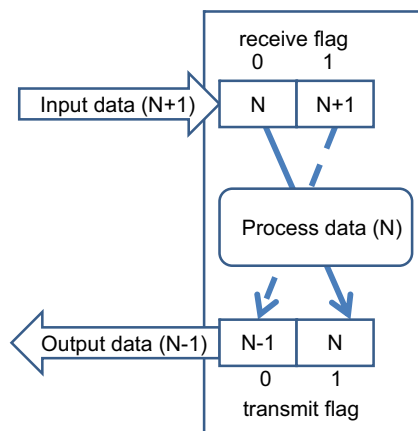 receive flag
0 1
Input data (N+1) N N+1
Process data (N)
Output data (N-1) N-1 N
0 1
transmit flag